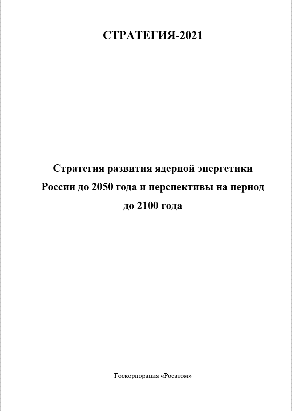 СТРАТЕГИЯ-2021
Стратегия развития ядерной энергетики
России до 2050 года и перспективы на период
до 2100 года
Госкорпорация «Росатом»